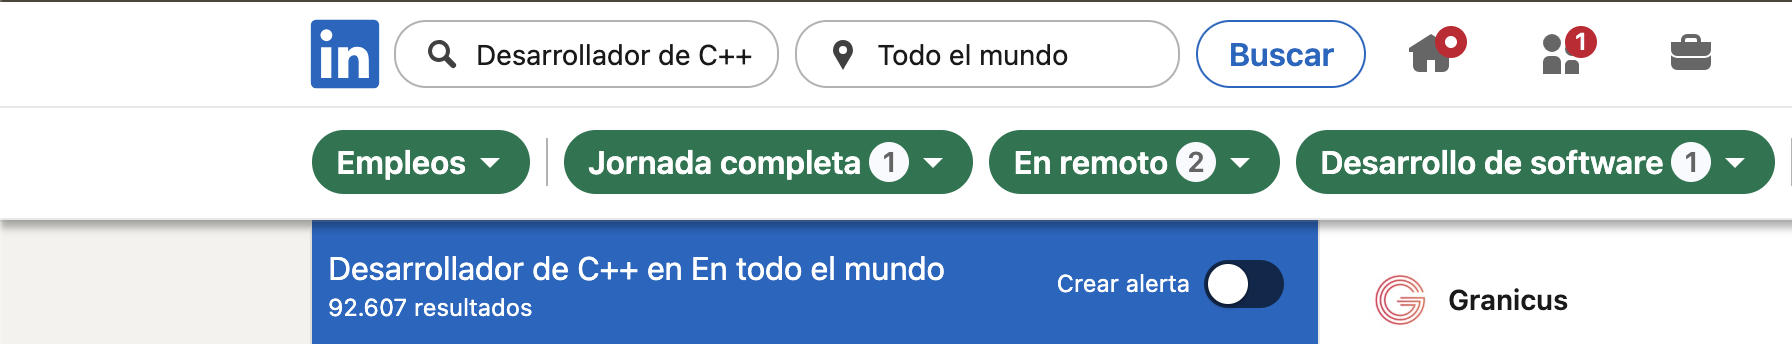 in
Desarrollador de C++
Todo el mundo
Buscar
1
Empleos
Jornada completa 1
En remoto 2
Desarrollo de software 1
Desarrollador de C++ en En todo el mundo
92.607 resultados
Crear alerta
Granicus